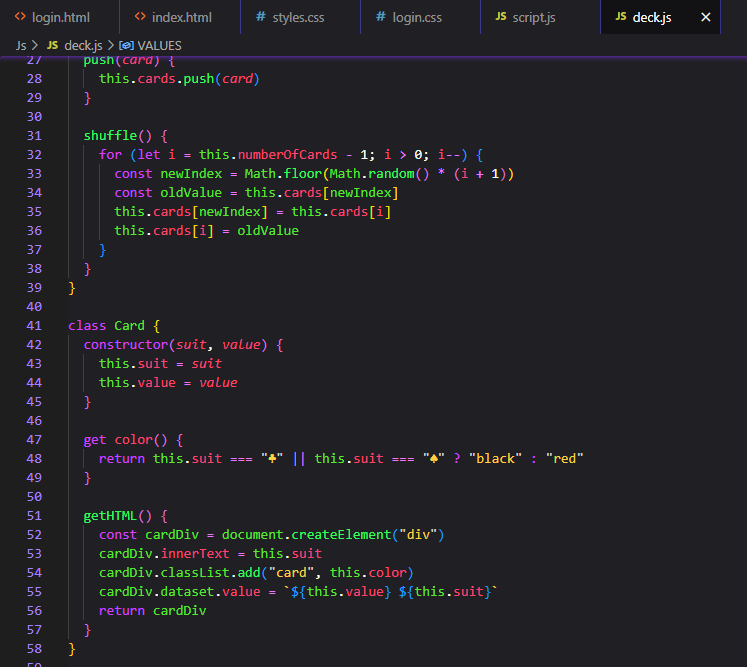 <> login.html <> index.html # styles.css # login.css JS script.js JS deck.js ×
Js > JS deck.js > VALUES
27 push(card) {
28 this.cards.push(card)
29 }
30
31 shuffle() {
32 for (let i = this.numberOfCards - 1; i > 0; i--) {
33 const newIndex = Math.floor(Math.random() * (i + 1))
34 const oldValue = this.cards[newIndex]
35 this.cards[newIndex] = this.cards[i]
36 this.cards[i] = oldValue
37 }
38 }
39 }
40
41 class Card {
42 constructor(suit, value) {
43 this.suit = suit
44 this.value = value
45 }
46
47 get color() {
48 return this.suit === "♣" || this.suit === "♠" ? "black" : "red"
49 }
50
51 getHTML() {
52 const cardDiv = document.createElement("div")
53 cardDiv.innerText = this.suit
54 cardDiv.classList.add("card", this.color)
55 cardDiv.dataset.value = `${this.value} ${this.suit}`
56 return cardDiv
57 }
58 }